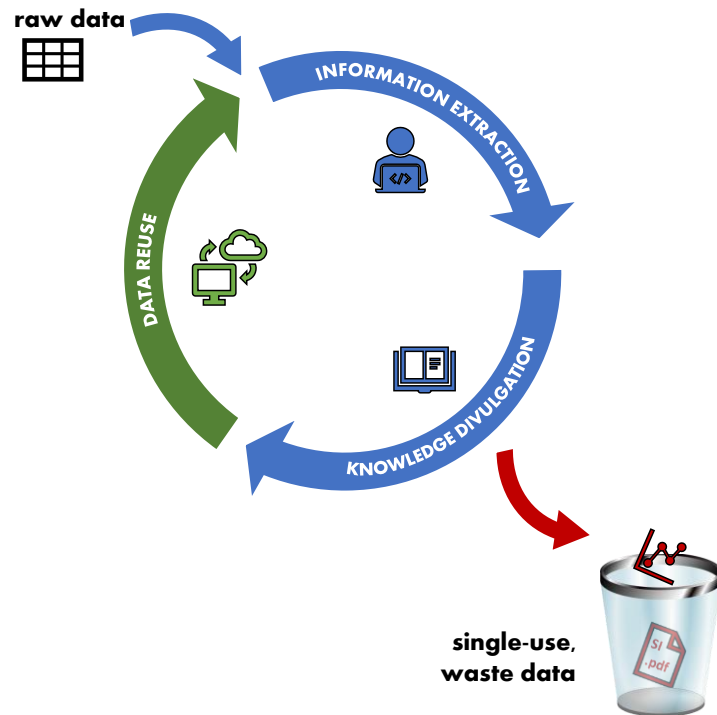 raw data
INFORMATION EXTRACTION
</>
DATA REUSE
KNOWLEDGE DIVULGATION
single-use,
waste data
SI
.pdf